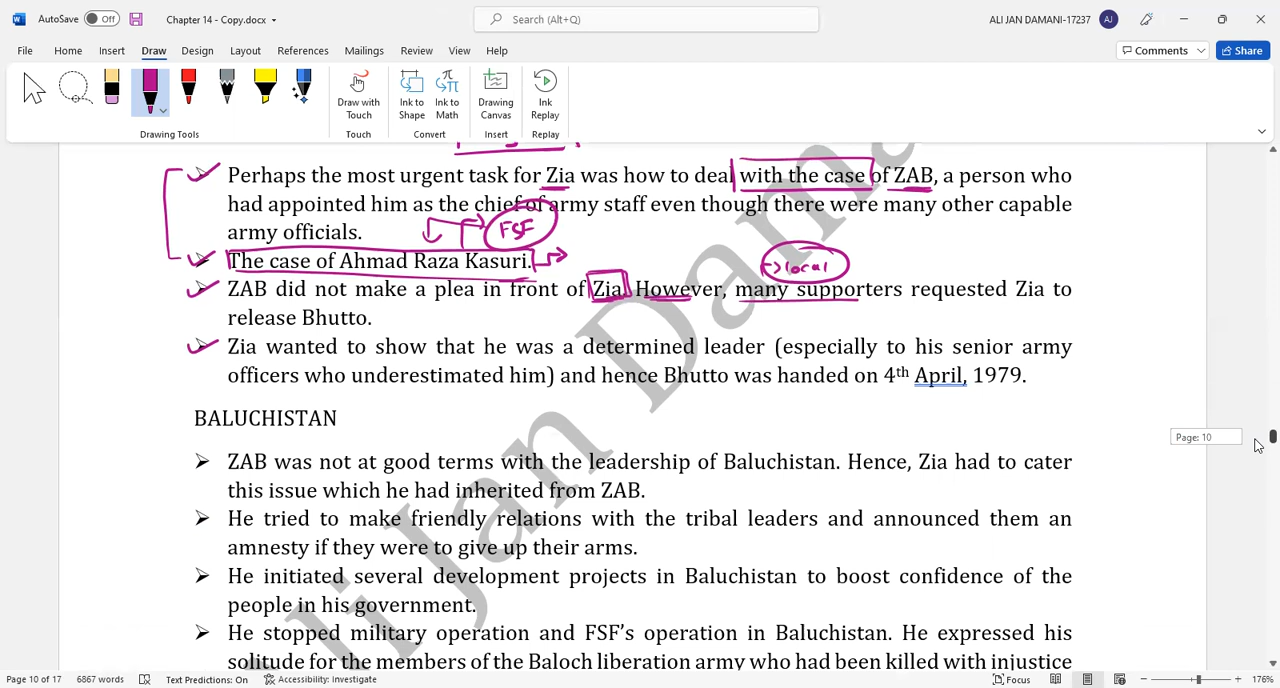 AutoSave Off Chapter 14 - Copy.docx Search (Alt+Q) ALI JAN DAMANI-17237 AJ
File Home Insert Draw Design Layout References Mailings Review View Help Comments Share
Draw with Touch
Ink to Shape
Ink to Math
Drawing Canvas
Ink Replay
Drawing Tools Touch Convert Insert Replay
Perhaps the most urgent task for Zia was how to deal with the case of ZAB, a person who
had appointed him as the chief of army staff even though there were many other capable
army officials.
FSF
The case of Ahmad Raza Kasuri.
local
ZAB did not make a plea in front of Zia. However, many supporters requested Zia to
release Bhutto.
Zia wanted to show that he was a determined leader (especially to his senior army
officers who underestimated him) and hence Bhutto was handed on 4th April, 1979.
BALUCHISTAN
Page: 10
ZAB was not at good terms with the leadership of Baluchistan. Hence, Zia had to cater
this issue which he had inherited from ZAB.
He tried to make friendly relations with the tribal leaders and announced them an
amnesty if they were to give up their arms.
He initiated several development projects in Baluchistan to boost confidence of the
people in his government.
He stopped military operation and FSF's operation in Baluchistan. He expressed his
solitude for the members of the Baloch liberation army who had been killed with injustice
Ali Jan Dama
Page 10 of 17 6867 words Text Predictions: On Accessibility: Investigate Focus 176%